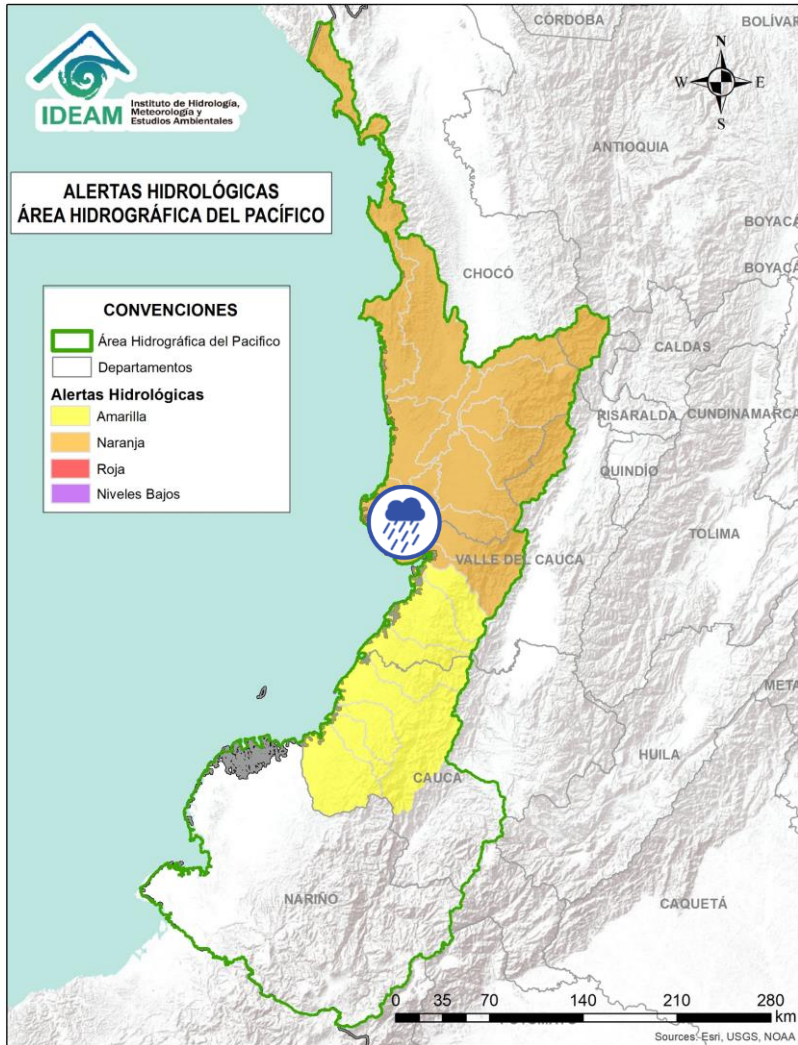 IDEAM
Instituto de Hidrología,
Meteorología y
Estudios Ambientales
ALERTAS HIDROLÓGICAS
ÁREA HIDROGRÁFICA DEL PACÍFICO
CONVENCIONES
Área Hidrográfica del Pacifico
Departamentos
Alertas Hidrológicas
Amarilla
Naranja
Roja
Niveles Bajos
N
W
E
S
CÓRDOBA
BOLÍVAR
ANTIOQUIA
BOYACÁ
CHOCÓ
BOYACÁ
CALDAS
RISARALDA
CUNDINAMARCA
QUINDÍO
TOLIMA
VALLE DEL CAUCA
META
HUILA
CAUCA
NARIÑO
CAQUETÁ
0 35 70 140 210 280
km
Sources: Esri, USGS, NOAA